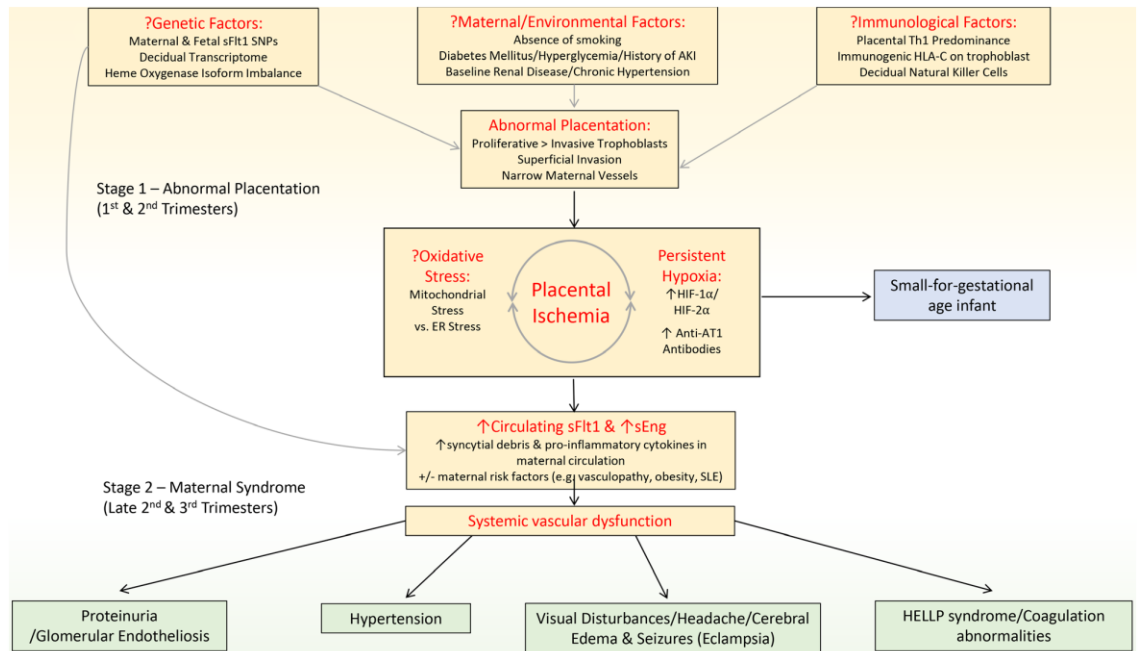 ?Genetic Factors:
Maternal & Fetal sFlt1 SNPs
Decidual Transcriptome
Heme Oxygenase Isoform Imbalance
?Maternal/Environmental Factors:
Absence of smoking
Diabetes Mellitus/Hyperglycemia/History of AKI
Baseline Renal Disease/Chronic Hypertension
?Immunological Factors:
Placental Th1 Predominance
Immunogenic HLA-C on trophoblast
Decidual Natural Killer Cells
Abnormal Placentation:
Proliferative > Invasive Trophoblasts
Superficial Invasion
Narrow Maternal Vessels
Stage 1 – Abnormal Placentation
(1st & 2nd Trimesters)
?Oxidative
Stress:
Mitochondrial
Stress
vs. ER Stress
Placental
Ischemia
Persistent
Hypoxia:
↑HIF-1α/
HIF-2α
↑ Anti-AT1
Antibodies
Small-for-gestational
age infant
↑Circulating sFlt1 & ↑sEng
↑syncytial debris & pro-inflammatory cytokines in
maternal circulation
+/- maternal risk factors (e.g. vasculopathy, obesity, SLE)
Stage 2 – Maternal Syndrome
(Late 2nd & 3rd Trimesters)
Systemic vascular dysfunction
Proteinuria
/Glomerular Endotheliosis
Hypertension
Visual Disturbances/Headache/Cerebral
Edema & Seizures (Eclampsia)
HELLP syndrome/Coagulation
abnormalities